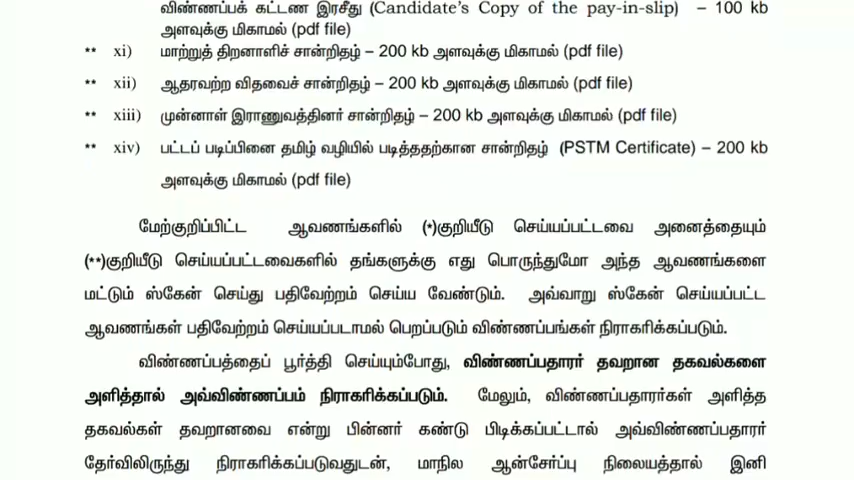 விண்ணப்பக் கட்டண இரசீது (Candidate's Copy of the pay-in-slip) – 100 kb
அளவுக்கு மிகாமல் (pdf file)
** xi) மாற்றுத் திறனாளிச் சான்றிதழ் – 200 kb அளவுக்கு மிகாமல் (pdf file)
** xii) ஆதரவற்ற விதவைச் சான்றிதழ் – 200 kb அளவுக்கு மிகாமல் (pdf file)
** xiii) முன்னாள் இராணுவத்தினர் சான்றிதழ் – 200 kb அளவுக்கு மிகாமல் (pdf file)
** xiv) பட்டப் படிப்பினை தமிழ் வழியில் படித்ததற்கான சான்றிதழ் (PSTM Certificate) – 200 kb
அளவுக்கு மிகாமல் (pdf file)
மேற்குறிப்பிட்ட ஆவணங்களில் (*)குறியீடு செய்யப்பட்டவை அனைத்தையும்
(**)குறியீடு செய்யப்பட்டவைகளில் தங்களுக்கு எது பொருந்துமோ அந்த ஆவணங்களை
மட்டும் ஸ்கேன் செய்து பதிவேற்றம் செய்ய வேண்டும். அவ்வாறு ஸ்கேன் செய்யப்பட்ட
ஆவணங்கள் பதிவேற்றம் செய்யப்படாமல் பெறப்படும் விண்ணப்பங்கள் நிராகரிக்கப்படும்.
விண்ணப்பத்தைப் பூர்த்தி செய்யும்போது, விண்ணப்பதாரர் தவறான தகவல்களை
அளித்தால் அவ்விண்ணப்பம் நிராகரிக்கப்படும். மேலும், விண்ணப்பதாரர்கள் அளித்த
தகவல்கள் தவறானவை என்று பின்னர் கண்டு பிடிக்கப்பட்டால் அவ்விண்ணப்பதாரர்
தேர்விலிருந்து நிராகரிக்கப்படுவதுடன், மாநில ஆள்சேர்ப்பு நிலையத்தால் இனி